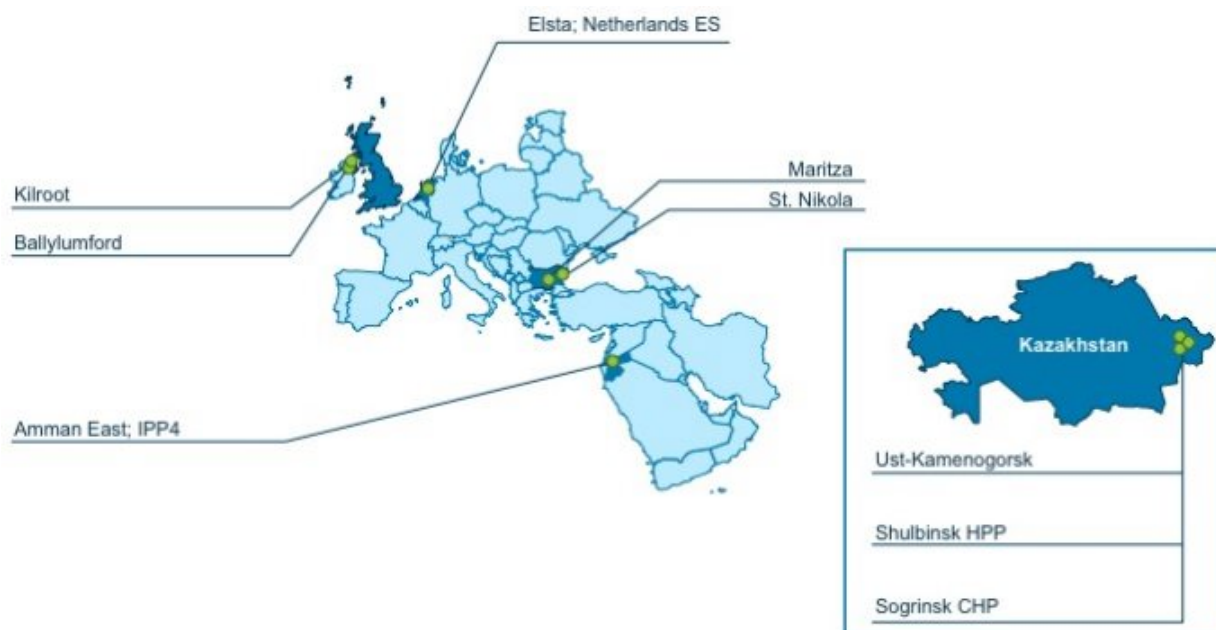 Elsta; Netherlands ES
Maritza
St. Nikola
Kilroot
Ballylumford
Amman East; IPP4
Kazakhstan
Ust-Kamenogorsk
Shulbinsk HPP
Sogrinsk CHP